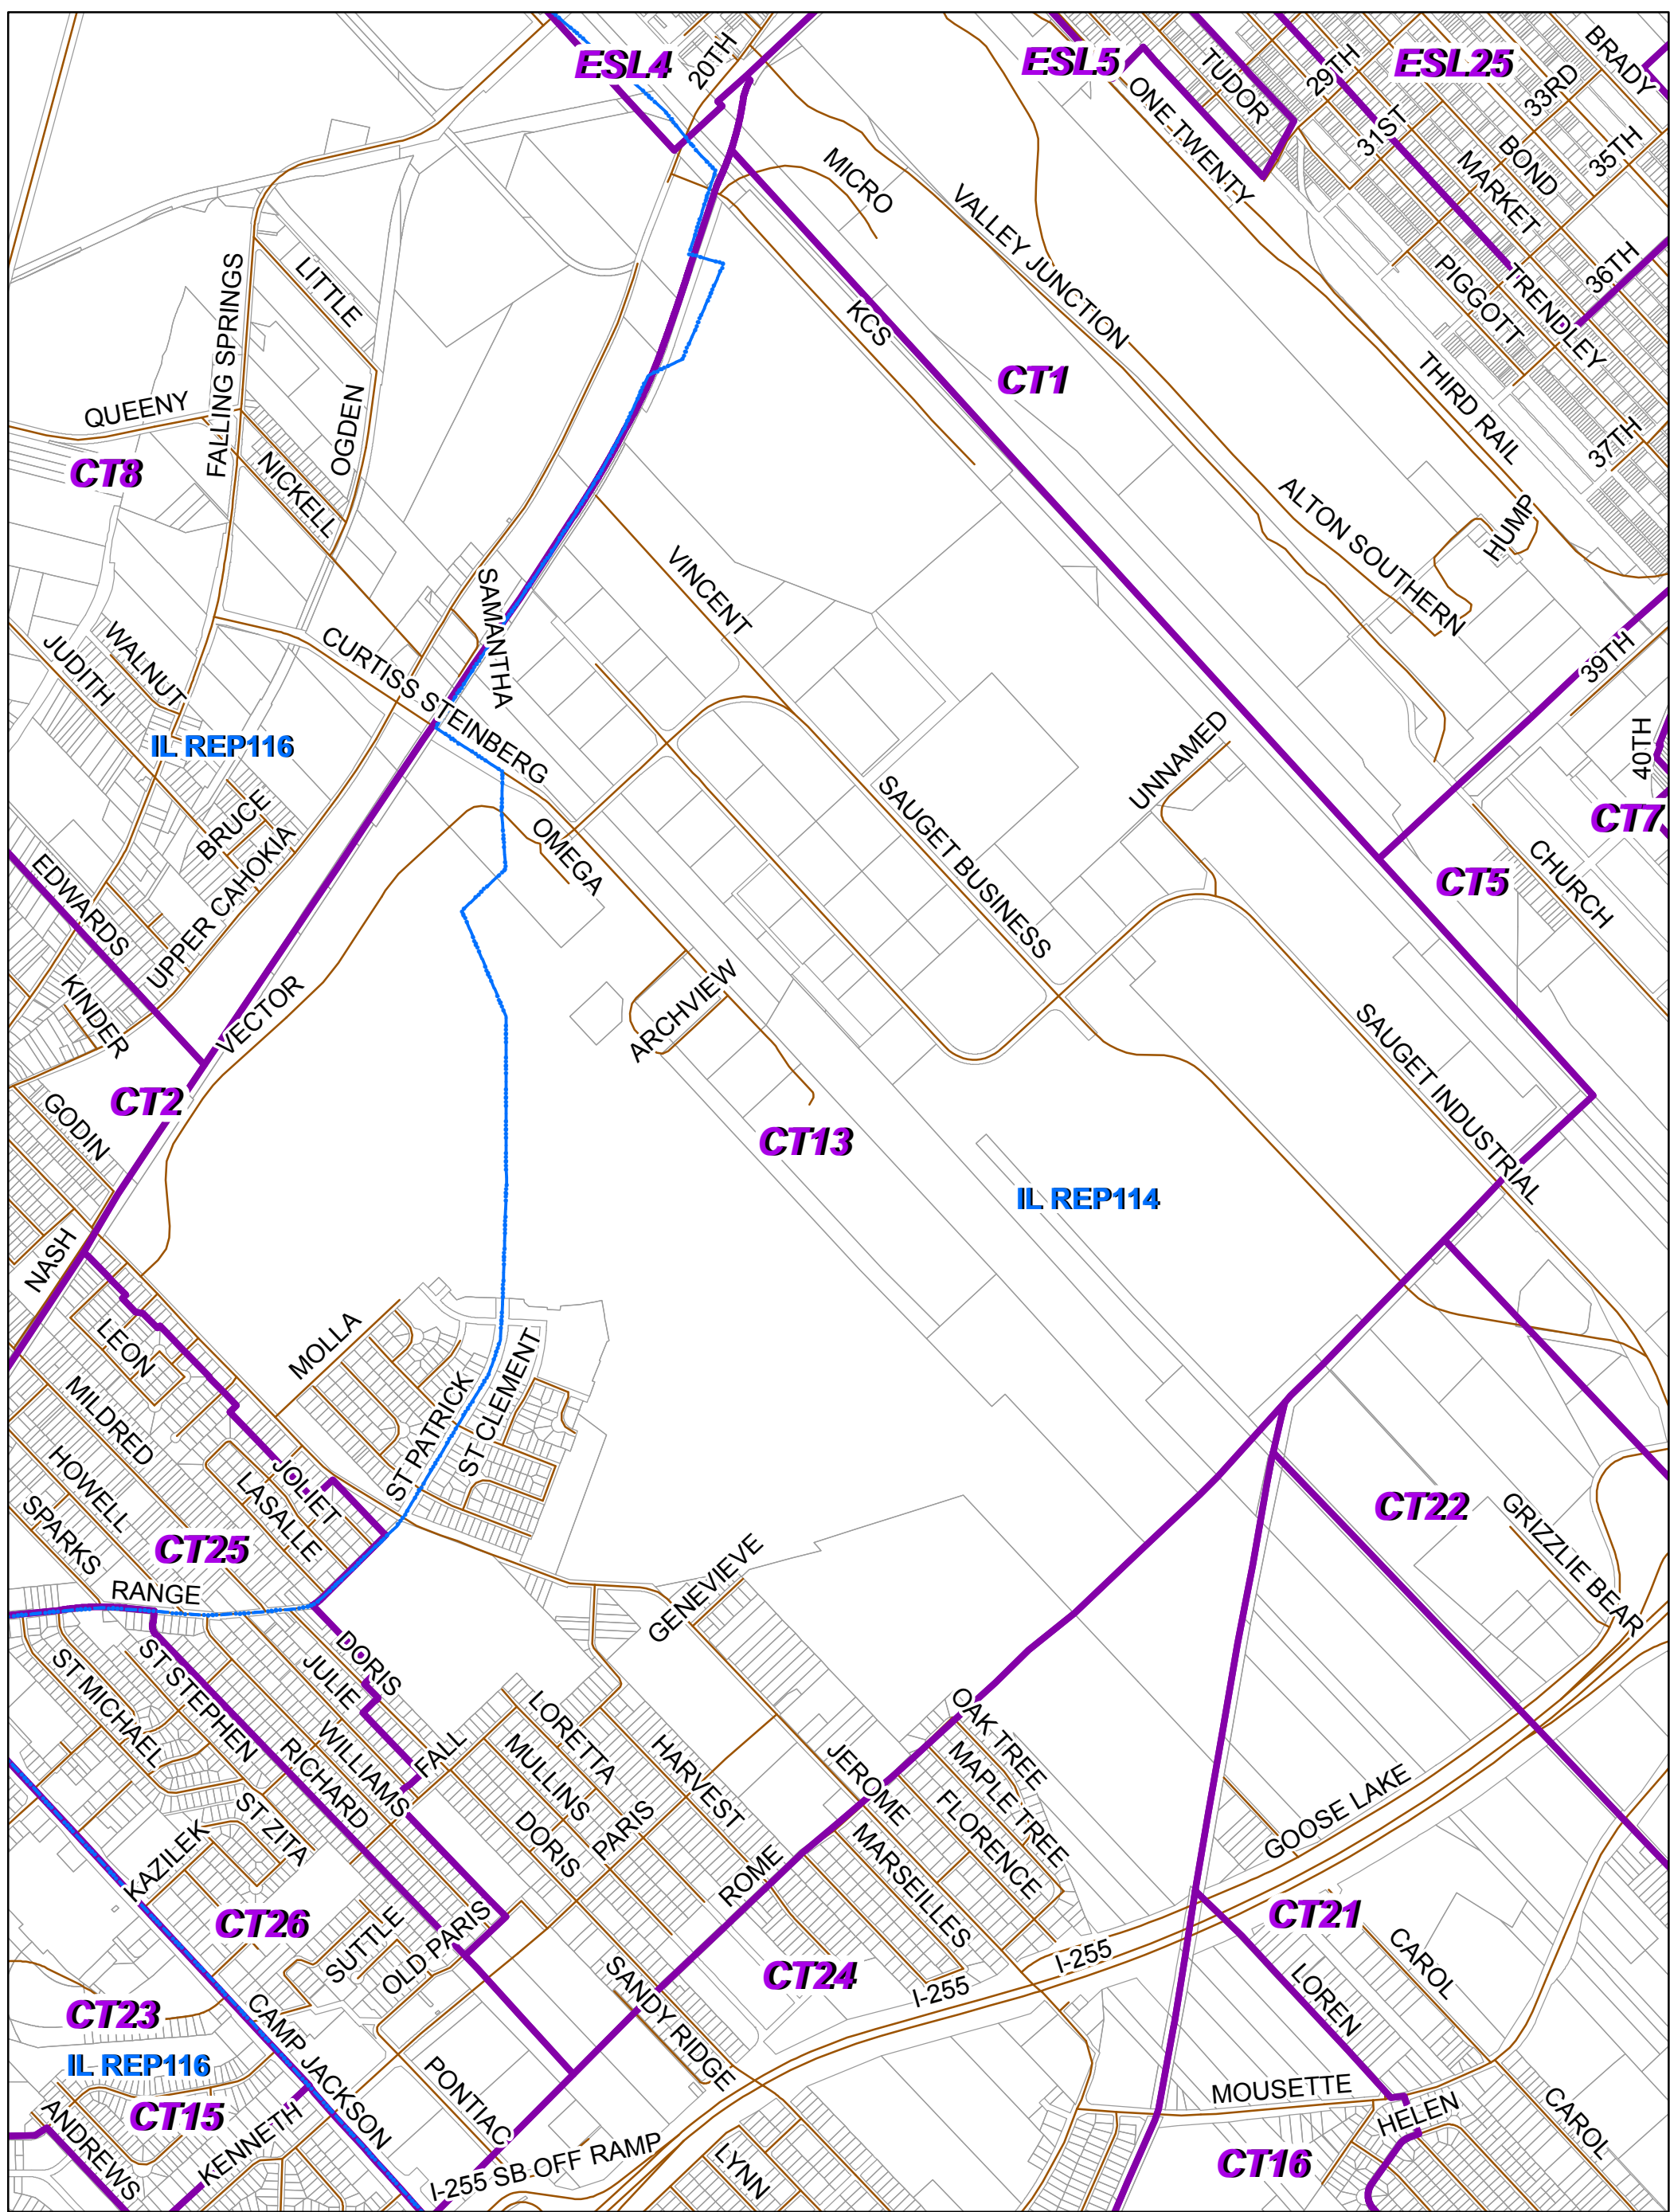 ESL4
20TH
ESL5
TUDOR
29TH
ESL25
BRADY
ONE TWENTY
33RD
31ST
35TH
BOND
MARKET
MICRO
VALLEY JUNCTION
36TH
TRENDLEY
PIGGOTT
LITTLE
FALLING SPRINGS
KCS
CT1
THIRD RAIL
QUEENY
OGDEN
37TH
CT8
NICKELL
ALTON SOUTHERN
HUMP
VINCENT
SAMANTHA
WALNUT
JUDITH
CURTISS STEINBERG
39TH
IL REP116
40TH
UNNAMED
SAUGET BUSINESS
CT7
BRUCE
OMEGA
CT5
CHURCH
EDWARDS
UPPER CAHOKIA
KINDER
VECTOR
ARCHVIEW
SAUGET INDUSTRIAL
CT2
GODIN
CT13
IL REP114
NASH
LEON
MOLLA
ST PATRICK
ST CLEMENT
MILDRED
HOWELL
JOLIET
LASALLE
SPARKS
CT25
CT22
GRIZZLIE BEAR
RANGE
GENEVIEVE
DORIS
JULIE
ST STEPHEN
ST MICHAEL
LORETTA
OAK TREE
WILLIAMS
FALL
MULLINS
HARVEST
JEROME
MAPLE TREE
RICHARD
FLORENCE
GOOSE LAKE
ST ZITA
DORIS
PARIS
KAZILEK
MARSEILLES
ROME
CT26
SUTTLE
OLD PARIS
CT21
CAROL
I-255
I-255
CT24
SANDY RIDGE
LOREN
CT23
CAMP JACKSON
IL REP116
PONTIAC
MOUSETTE
HELEN
CAROL
CT15
ANDREWS
KENNETH
I-255 SB OFF RAMP
LYNN
CT16